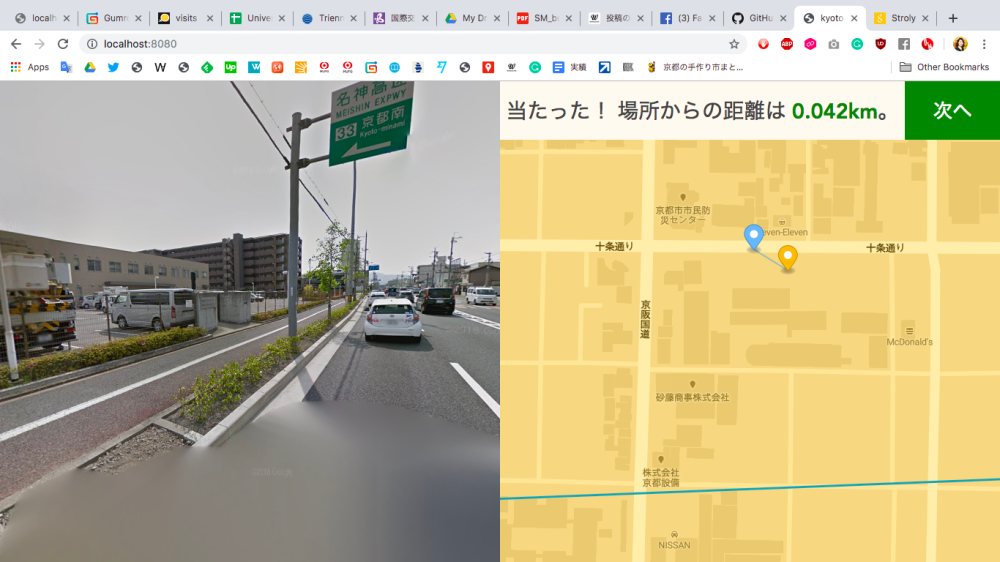 localh
Gumm
visits
Univer
Trienn
国際交
My Dr
SM_b
投稿の
(3) Fa
GitHu
kyoto
Stroly
localhost:8080
Apps
実績
京都の手作り市まと...
Other Bookmarks
名神高速
MEISHIN EXPWY
33 京都南
Kyoto-minami
当たった！ 場所からの距離は 0.042km。
次へ
京都市市民防
災センター
even-Eleven
十条通り
十条通り
京阪国道
McDonald's
砂藤商事株式会社
株式会社
京都設備
NISSAN